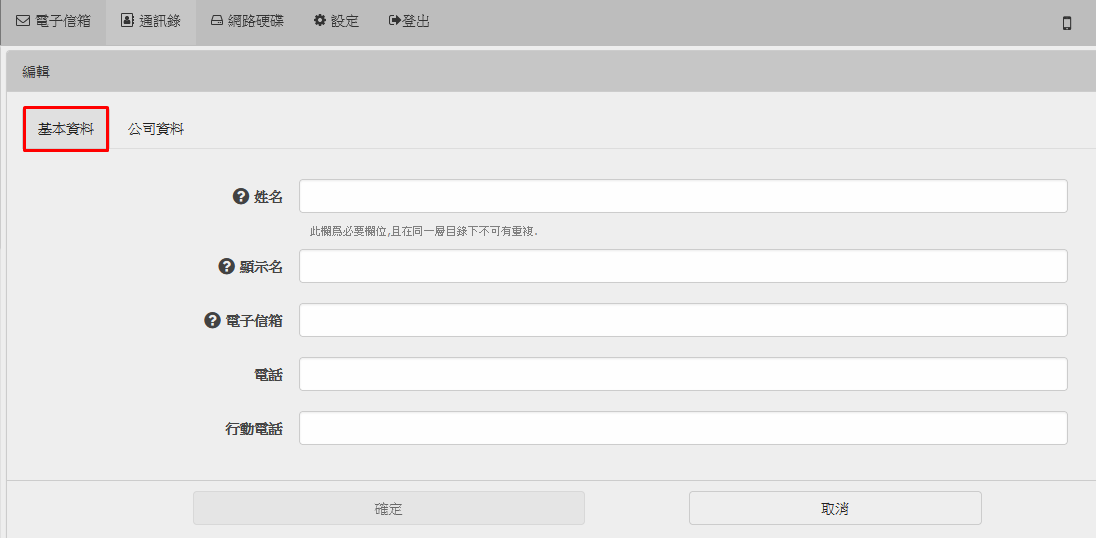 電子信箱 通訊錄 網路硬碟 設定 登出
編輯
基本資料 公司資料
姓名
此欄爲必要欄位,且在同一層目錄下不可有重複.
顯示名
電子信箱
電話
行動電話
確定 取消